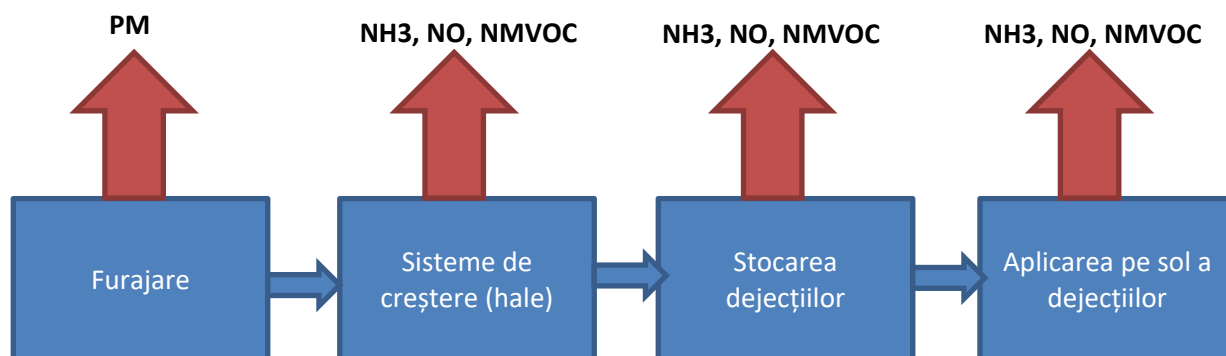 PM
NH3, NO, NMVOC
NH3, NO, NMVOC
NH3, NO, NMVOC
Furajare
Sisteme de
creștere (hale)
Stocarea
dejecțiilor
Aplicarea pe sol a
dejecțiilor